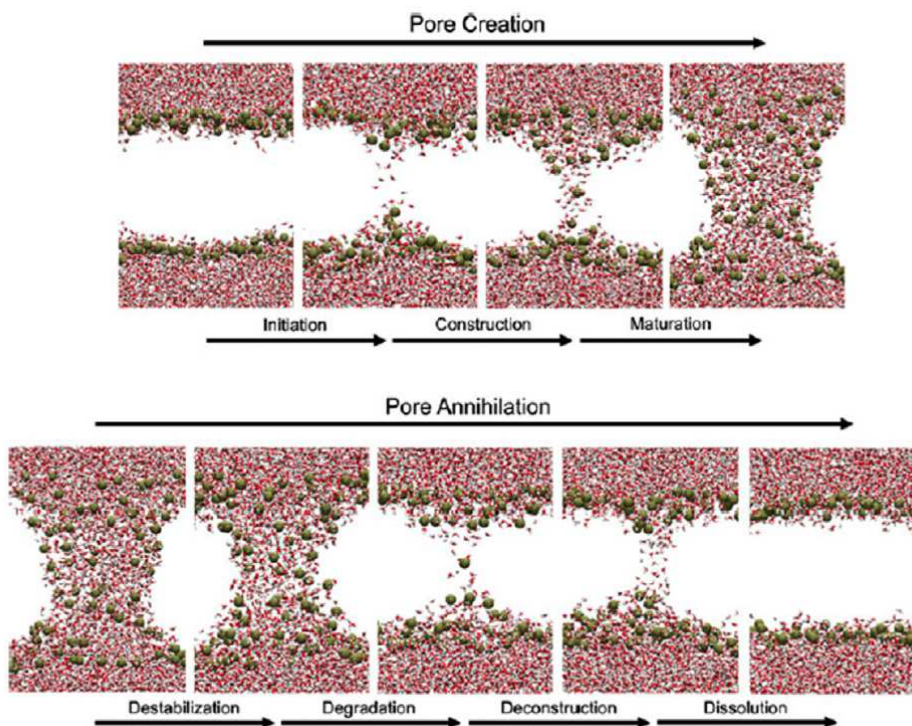 Pore Creation
Initiation Construction Maturation
Pore Annihilation
Destabilization Degradation Deconstruction Dissolution